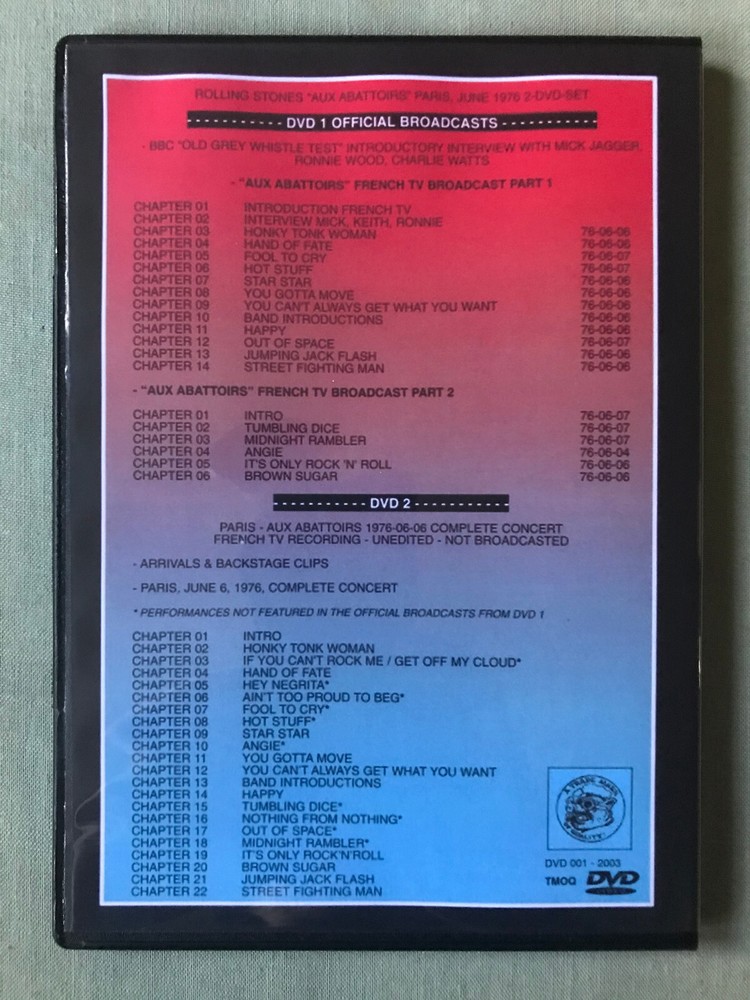 ROLLING STONES "AUX ABATTOIRS" PARIS, JUNE 1976 2-DVD-SET
- - - - - - - - - - - DVD 1 OFFICIAL BROADCASTS - - - - - - - - - - -
- BBC "OLD GREY WHISTLE TEST" INTRODUCTORY INTERVIEW WITH MICK JAGGER,
RONNIE WOOD, CHARLIE WATTS
- "AUX ABATTOIRS" FRENCH TV BROADCAST PART 1
CHAPTER 01 INTRODUCTION FRENCH TV
CHAPTER 02 INTERVIEW MICK, KEITH, RONNIE
CHAPTER 03 HONKY TONK WOMAN 76-06-06
CHAPTER 04 HAND OF FATE 76-06-06
CHAPTER 05 FOOL TO CRY 76-06-07
CHAPTER 06 HOT STUFF 76-06-07
CHAPTER 07 STAR STAR 76-06-06
CHAPTER 08 YOU GOTTA MOVE 76-06-06
CHAPTER 09 YOU CAN'T ALWAYS GET WHAT YOU WANT 76-06-06
CHAPTER 10 BAND INTRODUCTIONS 76-06-06
CHAPTER 11 HAPPY 76-06-06
CHAPTER 12 OUT OF SPACE 76-06-07
CHAPTER 13 JUMPING JACK FLASH 76-06-06
CHAPTER 14 STREET FIGHTING MAN 76-06-06
- "AUX ABATTOIRS" FRENCH TV BROADCAST PART 2
CHAPTER 01 INTRO 76-06-07
CHAPTER 02 TUMBLING DICE 76-06-07
CHAPTER 03 MIDNIGHT RAMBLER 76-06-07
CHAPTER 04 ANGIE 76-06-04
CHAPTER 05 IT'S ONLY ROCK 'N' ROLL 76-06-06
CHAPTER 06 BROWN SUGAR 76-06-06
- - - - - - - - - - - DVD 2 - - - - - - - - - - -
PARIS - AUX ABATTOIRS 1976-06-06 COMPLETE CONCERT
FRENCH TV RECORDING - UNEDITED - NOT BROADCASTED
- ARRIVALS & BACKSTAGE CLIPS
- PARIS, JUNE 6, 1976, COMPLETE CONCERT
* PERFORMANCES NOT FEATURED IN THE OFFICIAL BROADCASTS FROM DVD 1
CHAPTER 01 INTRO
CHAPTER 02 HONKY TONK WOMAN
CHAPTER 03 IF YOU CAN'T ROCK ME / GET OFF MY CLOUD*
CHAPTER 04 HAND OF FATE
CHAPTER 05 HEY NEGRITA*
CHAPTER 06 AIN'T TOO PROUD TO BEG*
CHAPTER 07 FOOL TO CRY*
CHAPTER 08 HOT STUFF*
CHAPTER 09 STAR STAR
CHAPTER 10 ANGIE*
CHAPTER 11 YOU GOTTA MOVE
CHAPTER 12 YOU CAN'T ALWAYS GET WHAT YOU WANT
CHAPTER 13 BAND INTRODUCTIONS
CHAPTER 14 HAPPY
CHAPTER 15 TUMBLING DICE*
CHAPTER 16 NOTHING FROM NOTHING*
CHAPTER 17 OUT OF SPACE*
CHAPTER 18 MIDNIGHT RAMBLER*
CHAPTER 19 IT'S ONLY ROCK'N'ROLL
CHAPTER 20 BROWN SUGAR
CHAPTER 21 JUMPING JACK FLASH
CHAPTER 22 STREET FIGHTING MAN
A TRADE MARK
OF QUALITY
DVD 001 - 2003
TMOQ DVD